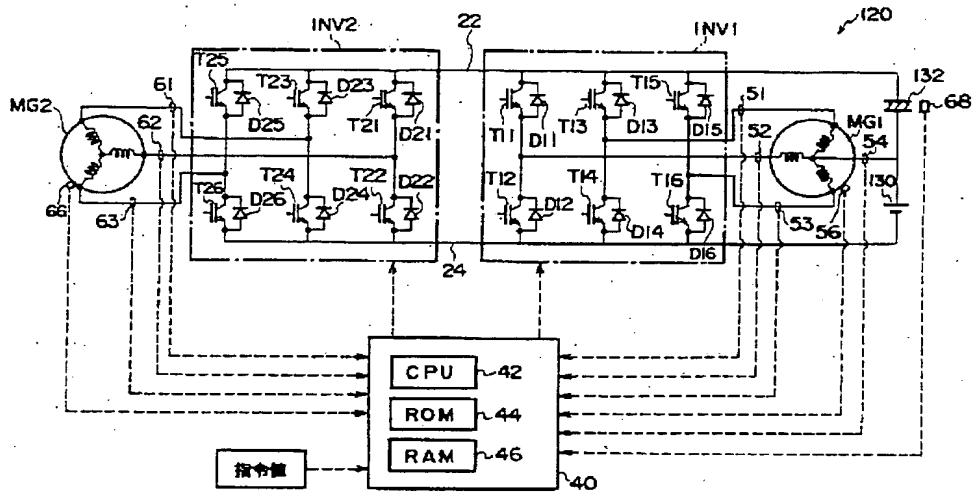 120
INV2
INV1
22
T25
T23
D23
T21
D25
D21
T11
D11
T13
D13
T15
D15
51
132
68
MG2
61
62
52
MG1
54
T26
D26
T24
D24
T22
D22
T12
D12
T14
D14
T16
D16
66
63
53
56
130
24
CPU
42
ROM
44
RAM
46
40
指令値